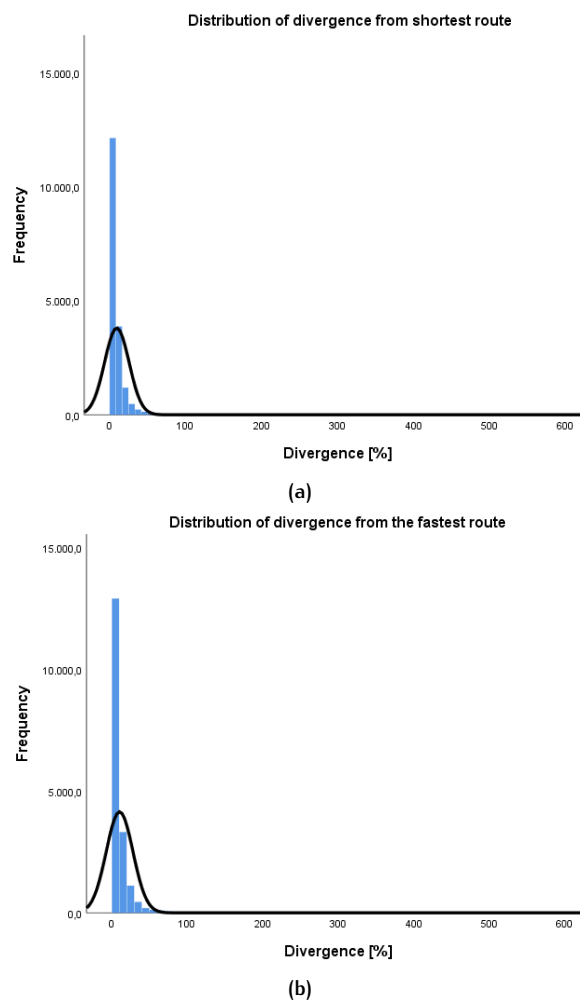 Distribution of divergence from shortest route
15.000,0
10.000,0
5.000,0
0,0
Frequency
0 100 200 300 400 500 600
Divergence [%]
(a)
Distribution of divergence from the fastest route
15.000,0
10.000,0
5.000,0
0,0
Frequency
0 100 200 300 400 500 600
Divergence [%]
(b)